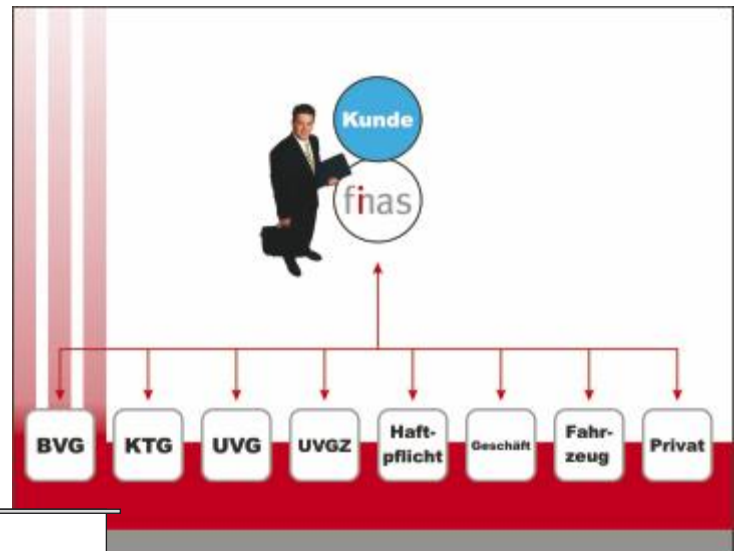 Kunde
finas
BVG
KTG
UVG
UVGZ
Haft-
pflicht
Geschäft
Fahr-
zeug
Privat